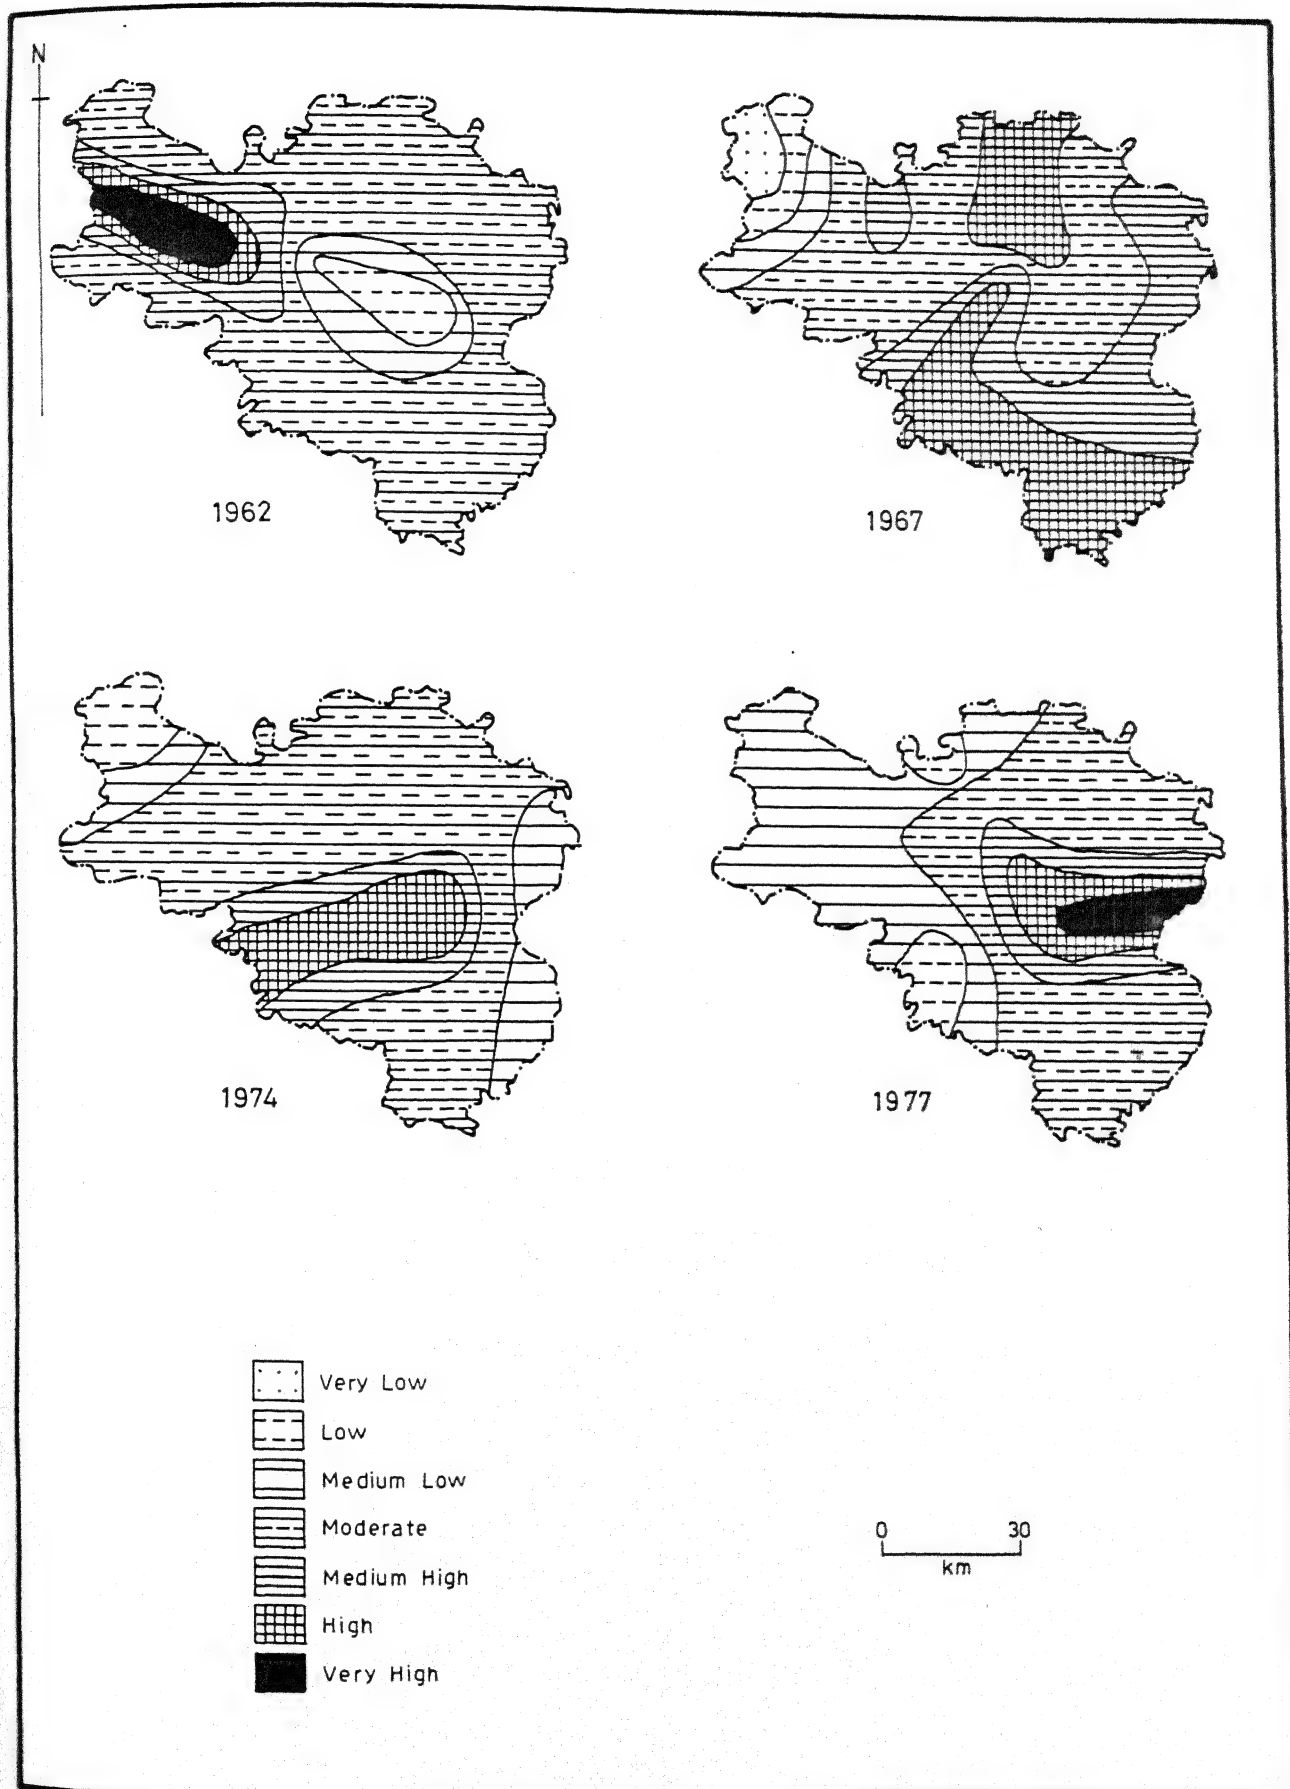 N
1962
1967
1974
1977
Very Low
Low
Medium Low
Moderate
Medium High
High
Very High
0 30
km